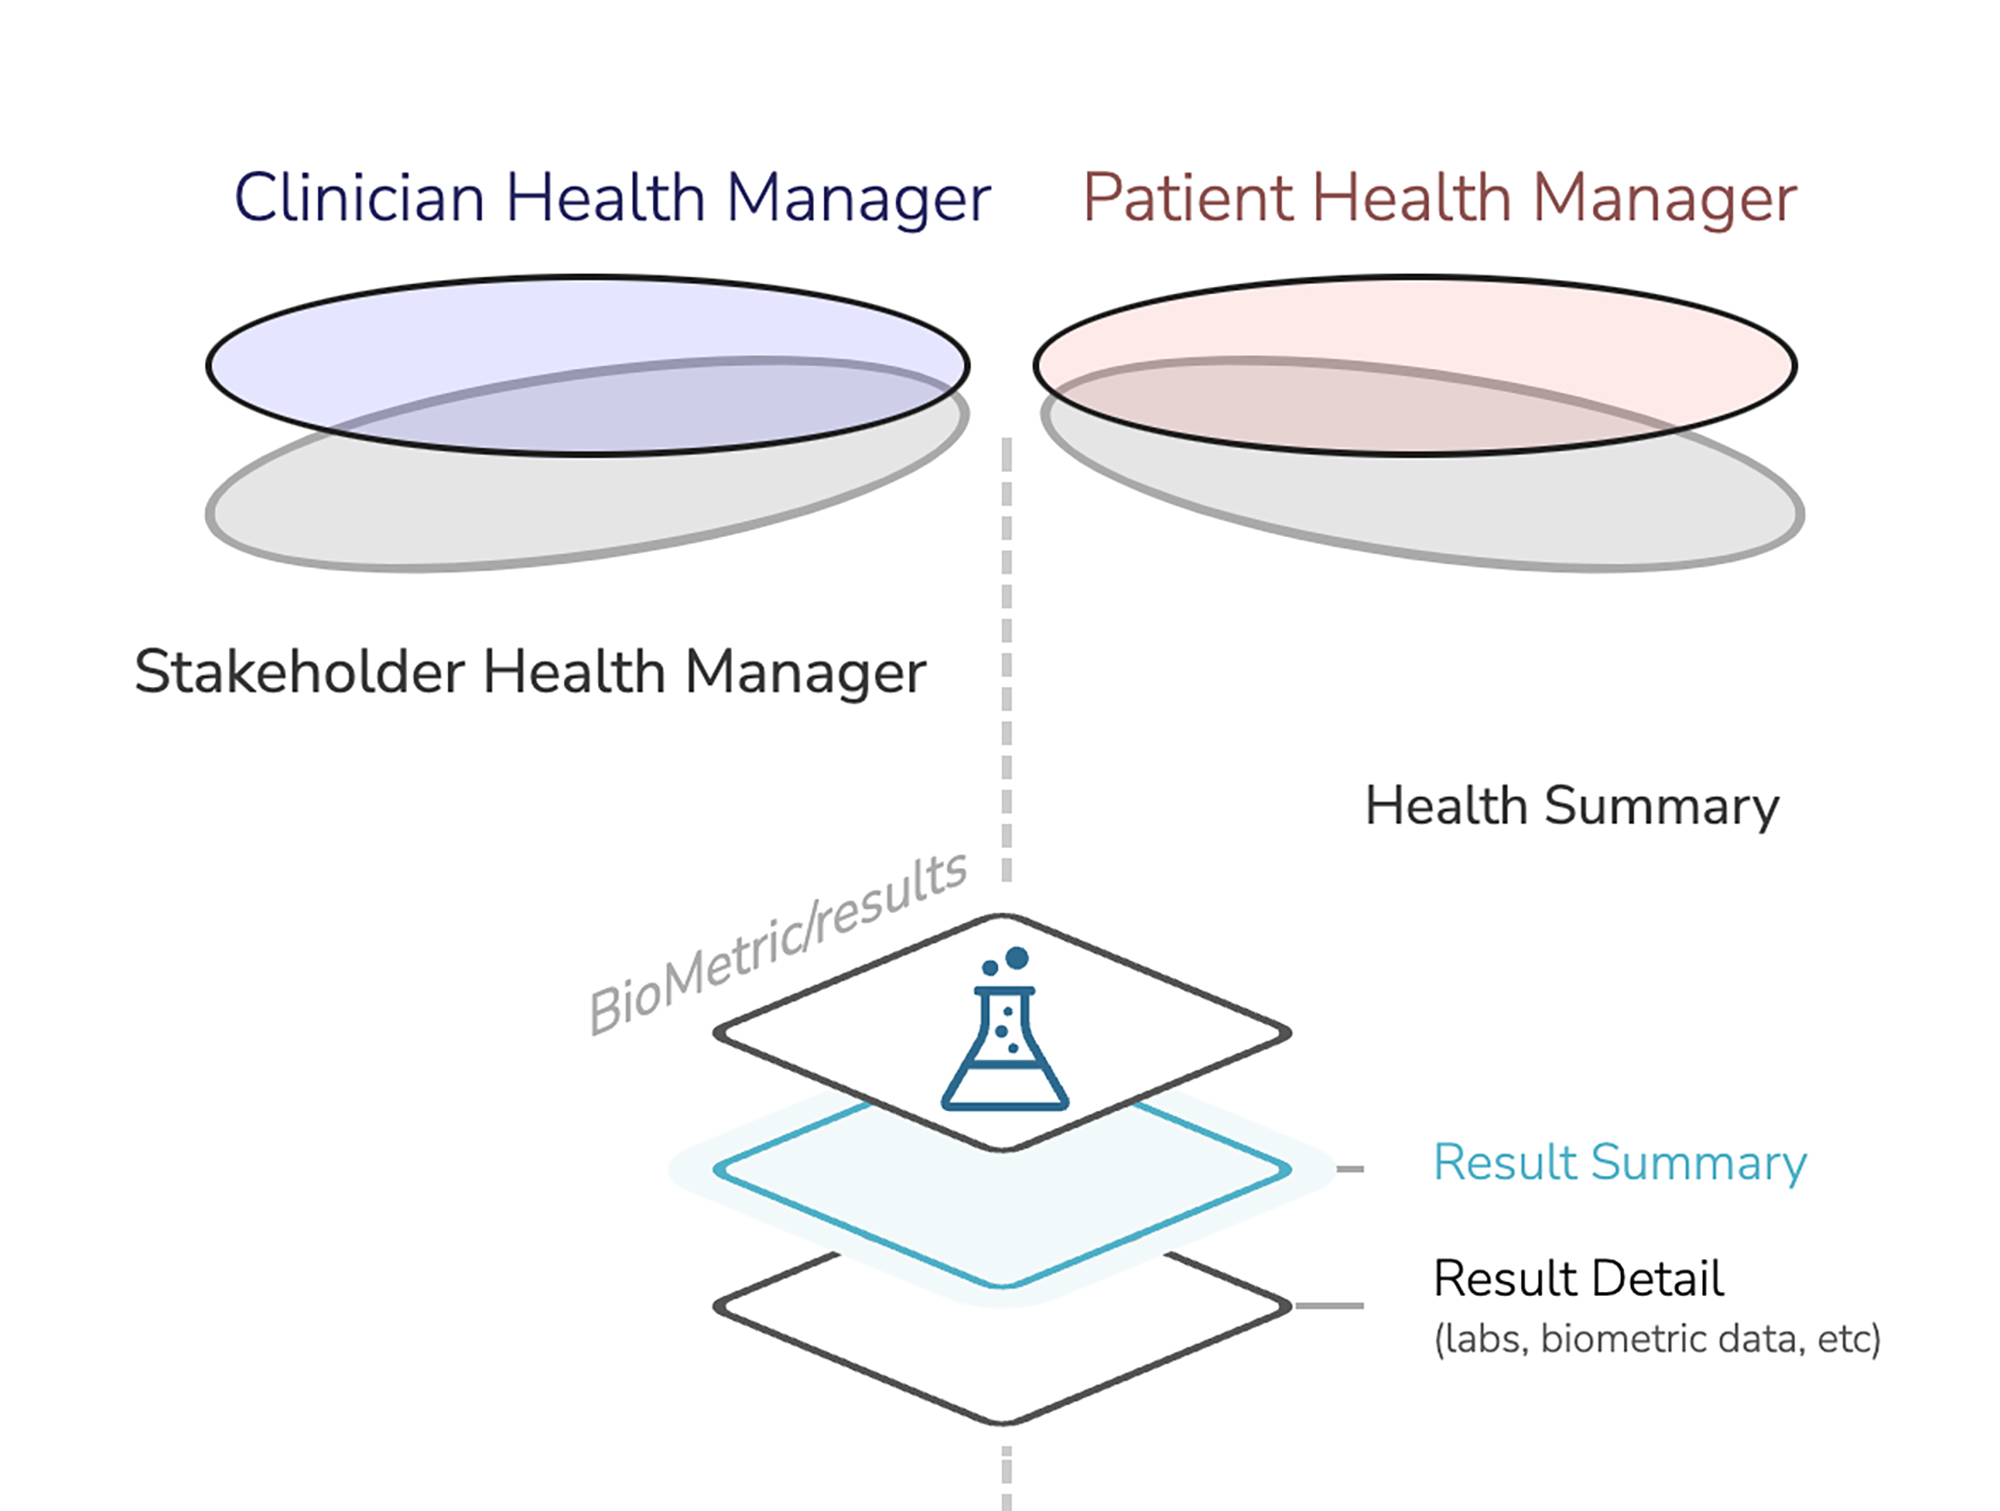 Clinician Health Manager
Patient Health Manager
Stakeholder Health Manager
Health Summary
BioMetric/results
Result Summary
Result Detail
(labs, biometric data, etc)